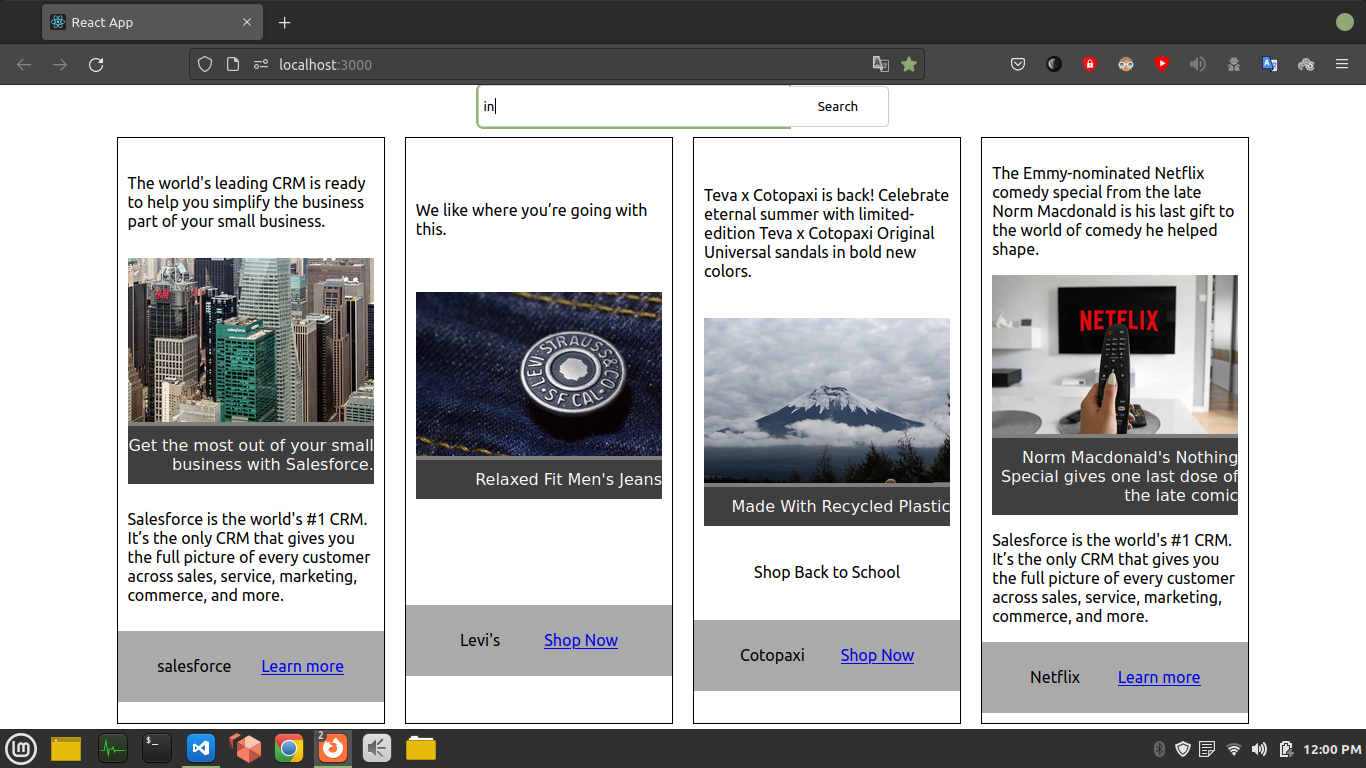 React App
localhost:3000
in
Search
The world's leading CRM is ready
to help you simplify the business
part of your small business.
H&M
salesforce
Get the most out of your small
business with Salesforce.
Salesforce is the world's #1 CRM.
It’s the only CRM that gives you
the full picture of every customer
across sales, service, marketing,
commerce, and more.
salesforce Learn more
We like where you’re going with
this.
LEVI STRAUSS & CO
S.F. CAL.
Relaxed Fit Men's Jeans
Levi's Shop Now
Teva x Cotopaxi is back! Celebrate
eternal summer with limited-
edition Teva x Cotopaxi Original
Universal sandals in bold new
colors.
Made With Recycled Plastic
Shop Back to School
Cotopaxi Shop Now
The Emmy-nominated Netflix
comedy special from the late
Norm Macdonald is his last gift to
the world of comedy he helped
shape.
NETFLIX
Norm Macdonald's Nothing
Special gives one last dose of
the late comic
Salesforce is the world's #1 CRM.
It’s the only CRM that gives you
the full picture of every customer
across sales, service, marketing,
commerce, and more.
Netflix Learn more
2
12:00 PM